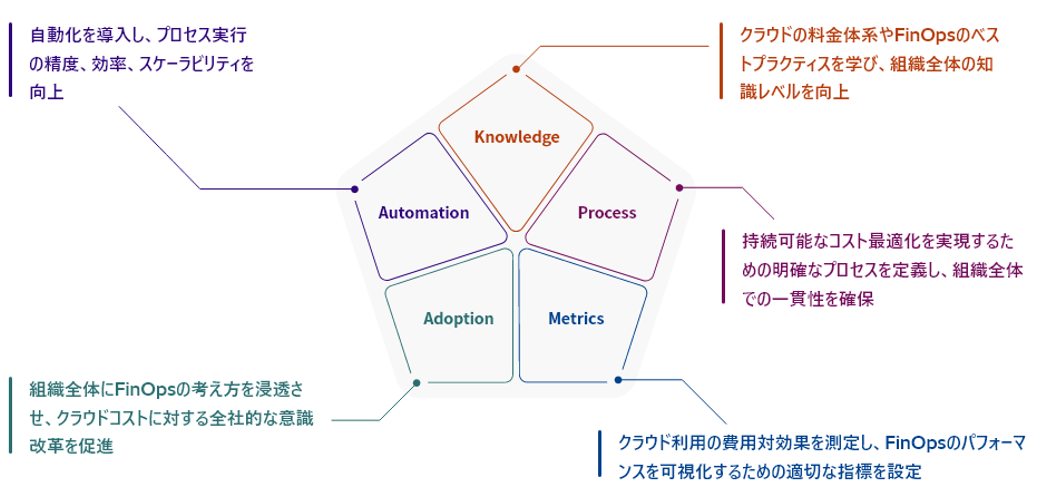 自動化を導入し、プロセス実行
の精度、効率、スケーラビリティを
向上
クラウドの料金体系やFinOpsのベス
トプラクティスを学び、組織全体の知
識レベルを向上
Knowledge
Automation
Process
持続可能なコスト最適化を実現するた
めの明確なプロセスを定義し、組織全体
での一貫性を確保
Adoption
Metrics
組織全体にFinOpsの考え方を浸透さ
せ、クラウドコストに対する全社的な意識
改革を促進
クラウド利用の費用対効果を測定し、FinOpsのパフォーマ
ンスを可視化するための適切な指標を設定